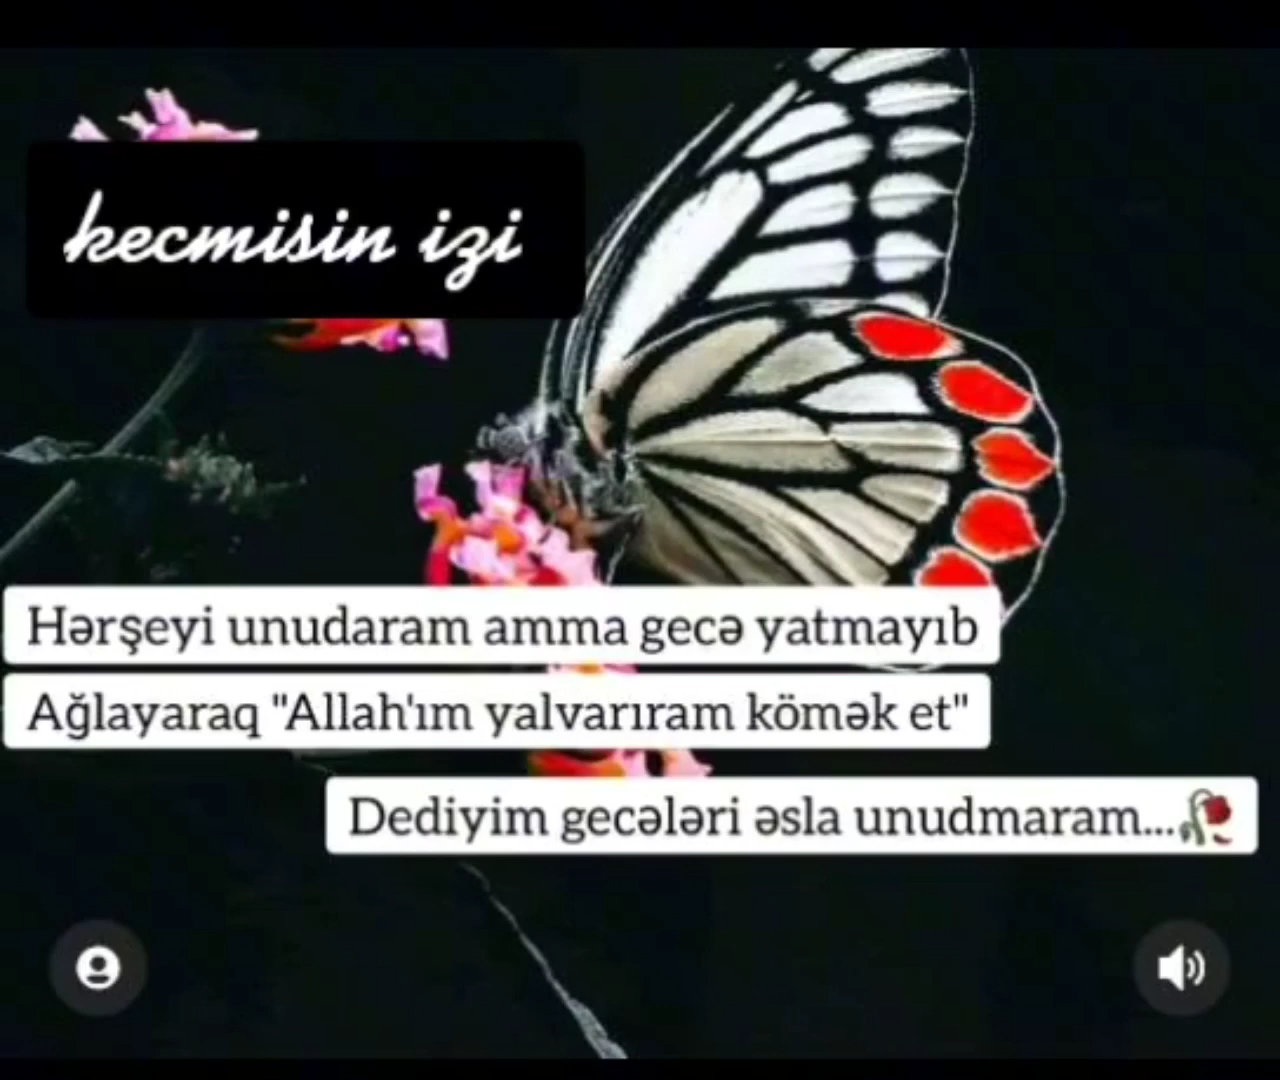 kecmisin izi
Hərşeyi unudaram amma gecə yatmayıb
Ağlayaraq "Allah'ım yalvarıram kömək et"
Dediyim gecələri əsla unudmaram...🥀